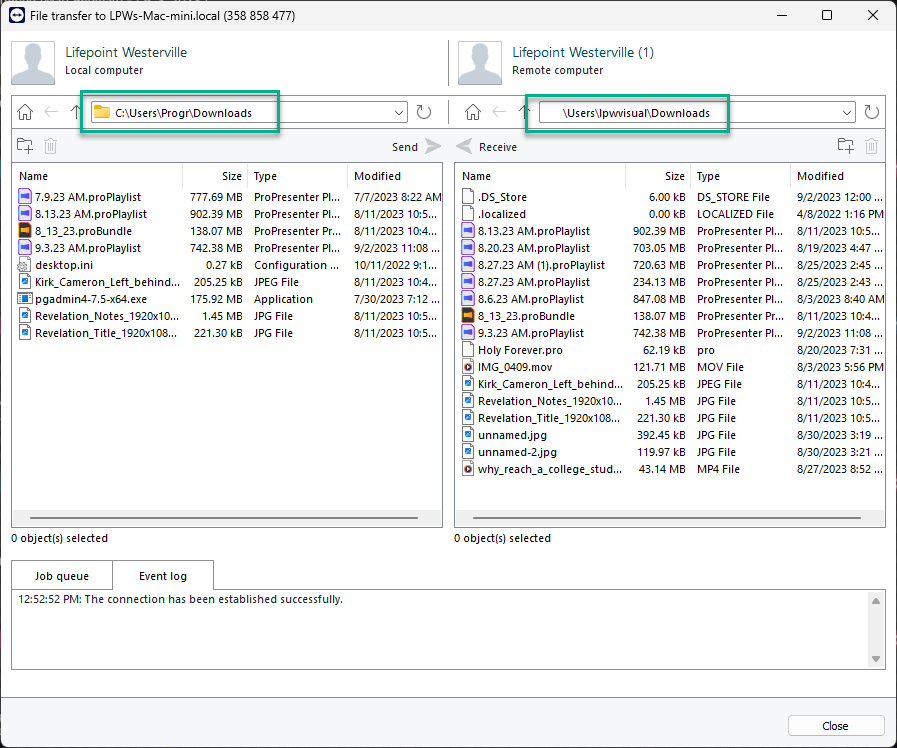 File transfer to LPWs-Mac-mini.local (358 858 477)
Lifepoint Westerville
Local computer
Lifepoint Westerville (1)
Remote computer
C:\Users\Progr\Downloads
\Users\lpwvisual\Downloads
Send
Receive
Name Size Type Modified
7.9.23 AM.proPlaylist 777.69 MB ProPresenter Pl... 7/7/2023 8:22 AM
8.13.23 AM.proPlaylist 902.39 MB ProPresenter Pl... 8/11/2023 10:5...
8_13_23.proBundle 138.07 MB ProPresenter Pr... 8/11/2023 10:4...
9.3.23 AM.proPlaylist 742.38 MB ProPresenter Pl... 9/2/2023 11:08 ...
desktop.ini 0.27 kB Configuration ... 10/11/2022 9:1...
Kirk_Cameron_Left_behind... 205.25 kB JPEG File 8/11/2023 10:4...
pgadmin4-7.5-x64.exe 175.92 MB Application 7/30/2023 7:12 ...
Revelation_Notes_1920x10... 1.45 MB JPG File 8/11/2023 10:5...
Revelation_Title_1920x108... 221.30 kB JPG File 8/11/2023 10:5...
0 object(s) selected
Name Size Type Modified
.DS_Store 6.00 kB DS_STORE File 9/2/2023 12:00 ...
.localized 0.00 kB LOCALIZED File 4/8/2022 1:16 PM
8.13.23 AM.proPlaylist 902.39 MB ProPresenter Pl... 8/11/2023 10:5...
8.20.23 AM.proPlaylist 703.05 MB ProPresenter Pl... 8/19/2023 4:47 ...
8.27.23 AM (1).proPlaylist 720.63 MB ProPresenter Pl... 8/25/2023 2:45 ...
8.27.23 AM.proPlaylist 234.13 MB ProPresenter Pl... 8/25/2023 2:43 ...
8.6.23 AM.proPlaylist 847.08 MB ProPresenter Pl... 8/3/2023 8:40 AM
8_13_23.proBundle 138.07 MB ProPresenter Pr... 8/11/2023 10:4...
9.3.23 AM.proPlaylist 742.38 MB ProPresenter Pl... 9/2/2023 11:08 ...
Holy Forever.pro 62.19 kB pro 8/20/2023 7:31 ...
IMG_0409.mov 121.71 MB MOV File 8/3/2023 5:56 PM
Kirk_Cameron_Left_behind... 205.25 kB JPEG File 8/11/2023 10:4...
Revelation_Notes_1920x10... 1.45 MB JPG File 8/11/2023 10:5...
Revelation_Title_1920x108... 221.30 kB JPG File 8/11/2023 10:5...
unnamed.jpg 392.45 kB JPG File 8/30/2023 3:19 ...
unnamed-2.jpg 119.97 kB JPG File 8/30/2023 3:21 ...
why_reach_a_college_stud... 43.14 MB MP4 File 8/27/2023 8:52 ...
0 object(s) selected
Job queue Event log
12:52:52 PM: The connection has been established successfully.
Close